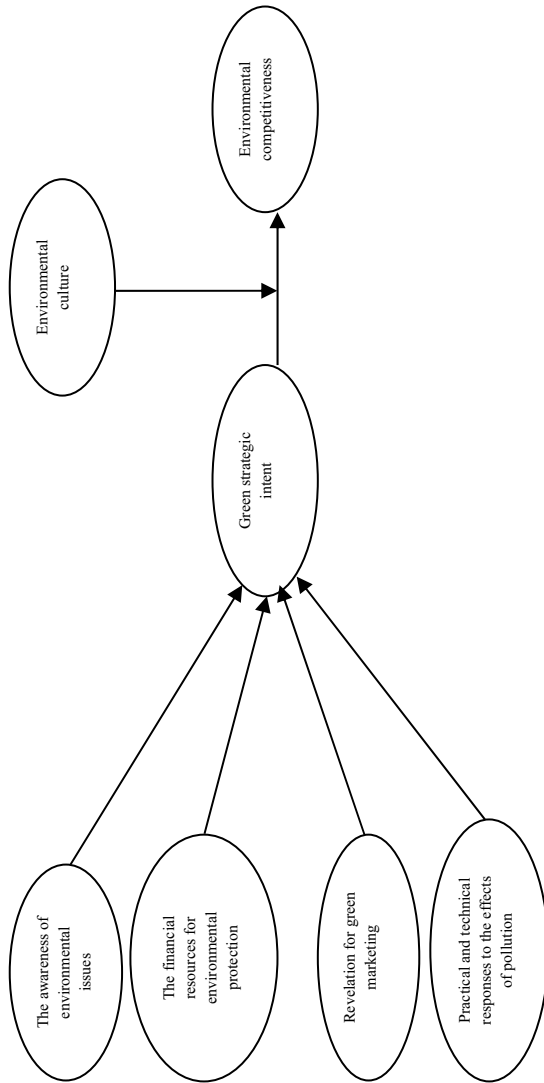 The awareness of
environmental
issues
The financial
resources for
environmental
protection
Revelation for green
marketing
Practical and technical
responses to the effects
of pollution
Green strategic
intent
Environmental
culture
Environmental
competitiveness